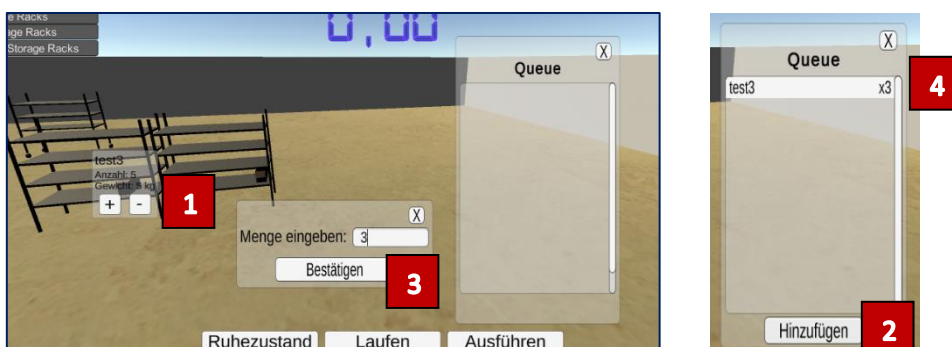 e Racks
age Racks
Storage Racks
0,00
X
Queue
test3
Anzahl: 5
Gewicht: 5 kg
+ -
1
X
Menge eingeben: 3
Bestätigen
3
Ruhezustand Laufen Ausführen
X
Queue
test3 x3
4
Hinzufügen
2